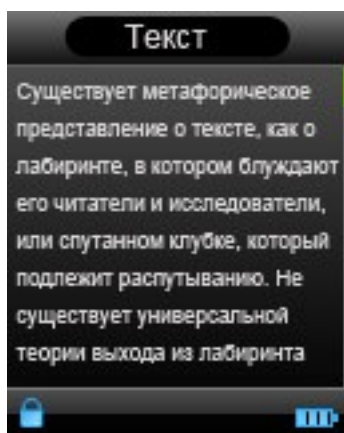 Текст
Существует метафорическое
представление о тексте, как о
лабиринте, в котором блуждают
его читатели и исследователи,
или спутанном клубке, который
подлежит распутыванию. Не
существует универсальной
теории выхода из лабиринта